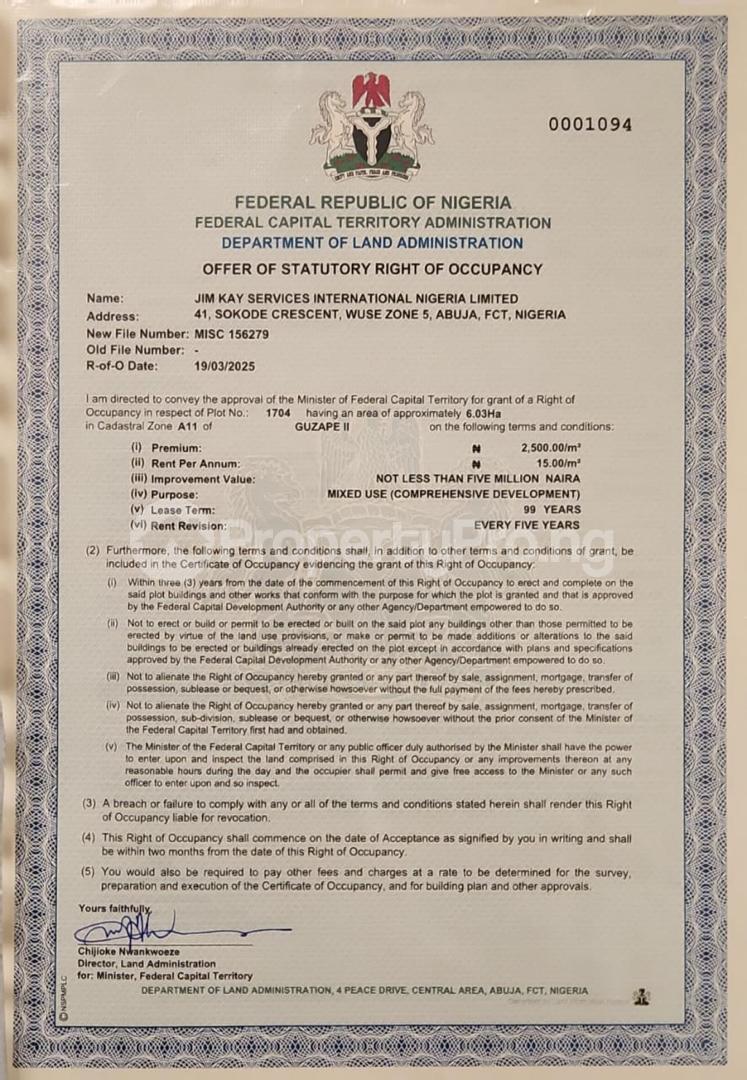 0001094
UNITY AND FAITH, PEACE AND PROGRESS
FEDERAL REPUBLIC OF NIGERIA
FEDERAL CAPITAL TERRITORY ADMINISTRATION
DEPARTMENT OF LAND ADMINISTRATION
OFFER OF STATUTORY RIGHT OF OCCUPANCY
Name: JIM KAY SERVICES INTERNATIONAL NIGERIA LIMITED
Address: 41, SOKODE CRESCENT, WUSE ZONE 5, ABUJA, FCT, NIGERIA
New File Number: MISC 156279
Old File Number: -
R-of-O Date: 19/03/2025
I am directed to convey the approval of the Minister of Federal Capital Territory for grant of a Right of
Occupancy in respect of Plot No.: 1704 having an area of approximately 6.03Ha
in Cadastral Zone A11 of GUZAPE II on the following terms and conditions:
(i) Premium: ₦ 2,500.00/m²
(ii) Rent Per Annum: ₦ 15.00/m²
(iii) Improvement Value: NOT LESS THAN FIVE MILLION NAIRA
(iv) Purpose: MIXED USE (COMPREHENSIVE DEVELOPMENT)
(v) Lease Term: 99 YEARS
(vi) Rent Revision: EVERY FIVE YEARS
PropertyPro.ng
(2) Furthermore, the following terms and conditions shall, in addition to other terms and conditions of grant, be
included in the Certificate of Occupancy evidencing the grant of this Right of Occupancy:
(i) Within three (3) years from the date of the commencement of this Right of Occupancy to erect and complete on the
said plot buildings and other works that conform with the purpose for which the plot is granted and that is approved
by the Federal Capital Development Authority or any other Agency/Department empowered to do so.
(ii) Not to erect or build or permit to be erected or built on the said plot any buildings other than those permitted to be
erected by virtue of the land use provisions, or make or permit to be made additions or alterations to the said
buildings to be erected or buildings already erected on the plot except in accordance with plans and specifications
approved by the Federal Capital Development Authority or any other Agency/Department empowered to do so.
(iii) Not to alienate the Right of Occupancy hereby granted or any part thereof by sale, assignment, mortgage, transfer of
possession, sublease or bequest, or otherwise howsoever without the full payment of the fees hereby prescribed.
(iv) Not to alienate the Right of Occupancy hereby granted or any part thereof by sale, assignment, mortgage, transfer of
possession, sub-division, sublease or bequest, or otherwise howsoever without the prior consent of the Minister of
the Federal Capital Territory first had and obtained.
(v) The Minister of the Federal Capital Territory or any public officer duly authorised by the Minister shall have the power
to enter upon and inspect the land comprised in this Right of Occupancy or any improvements thereon at any
reasonable hours during the day and the occupier shall permit and give free access to the Minister or any such
officer to enter upon and so inspect.
(3) A breach or failure to comply with any or all of the terms and conditions stated herein shall render this Right
of Occupancy liable for revocation.
(4) This Right of Occupancy shall commence on the date of Acceptance as signified by you in writing and shall
be within two months from the date of this Right of Occupancy.
(5) You would also be required to pay other fees and charges at a rate to be determined for the survey,
preparation and execution of the Certificate of Occupancy, and for building plan and other approvals.
Yours faithfully,
Chijioke Nwankwoeze
Director, Land Administration
for: Minister, Federal Capital Territory
DEPARTMENT OF LAND ADMINISTRATION, 4 PEACE DRIVE, CENTRAL AREA, ABUJA, FCT, NIGERIA
© NSPMPLC